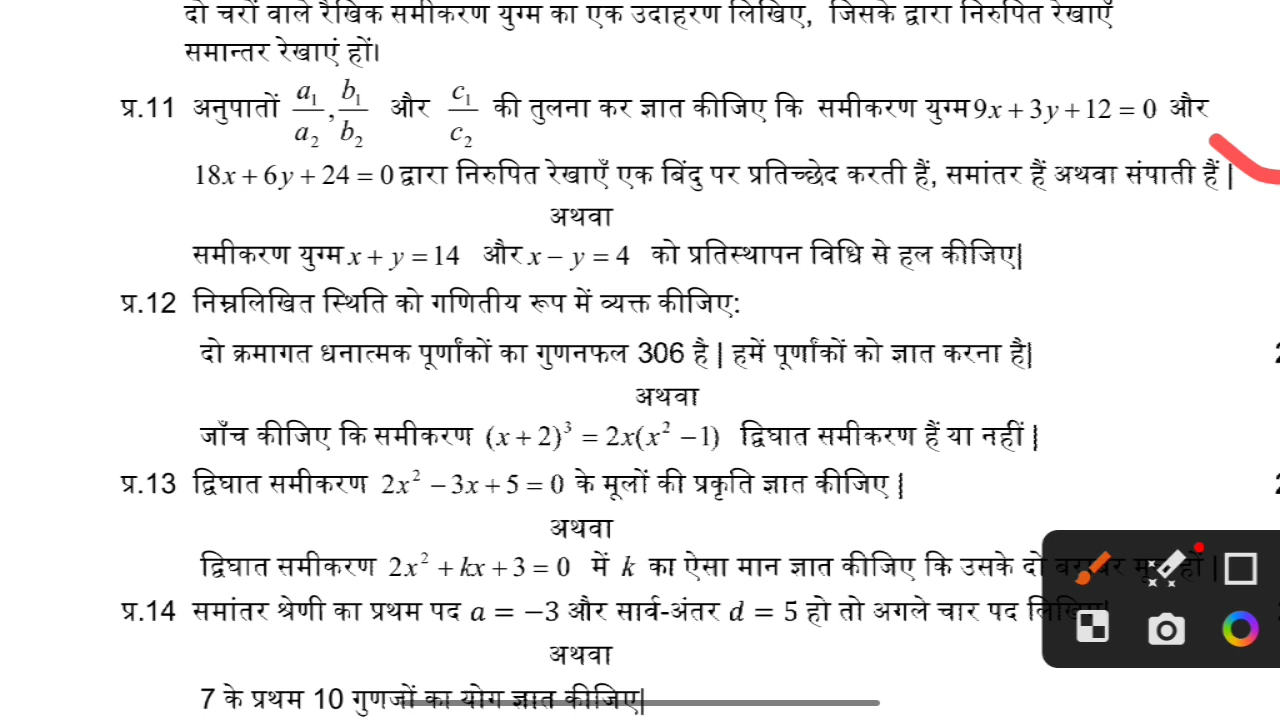 दो चरों वाले रैखिक समीकरण युग्म का एक उदाहरण लिखिए, जिसके द्वारा निरुपित रेखाएँ
समान्तर रेखाएं हों।
प्र.11 अनुपातों a₁/a₂, b₁/b₂ और c₁/c₂ की तुलना कर ज्ञात कीजिए कि समीकरण युग्म 9x + 3y + 12 = 0 और
18x + 6y + 24 = 0 द्वारा निरुपित रेखाएँ एक बिंदु पर प्रतिच्छेद करती हैं, समांतर हैं अथवा संपाती हैं |
अथवा
समीकरण युग्म x + y = 14 और x − y = 4 को प्रतिस्थापन विधि से हल कीजिए|
प्र.12 निम्नलिखित स्थिति को गणितीय रूप में व्यक्त कीजिए:
दो क्रमागत धनात्मक पूर्णांकों का गुणनफल 306 है | हमें पूर्णांकों को ज्ञात करना है|
अथवा
जाँच कीजिए कि समीकरण (x + 2)³ = 2x(x² − 1) द्विघात समीकरण हैं या नहीं |
प्र.13 द्विघात समीकरण 2x² − 3x + 5 = 0 के मूलों की प्रकृति ज्ञात कीजिए |
अथवा
द्विघात समीकरण 2x² + kx + 3 = 0 में k का ऐसा मान ज्ञात कीजिए कि उसके दो बराबर मूल हों |
प्र.14 समांतर श्रेणी का प्रथम पद a = −3 और सार्व-अंतर d = 5 हो तो अगले चार पद लिखिए|
अथवा
7 के प्रथम 10 गुणजों का योग ज्ञात कीजिए|